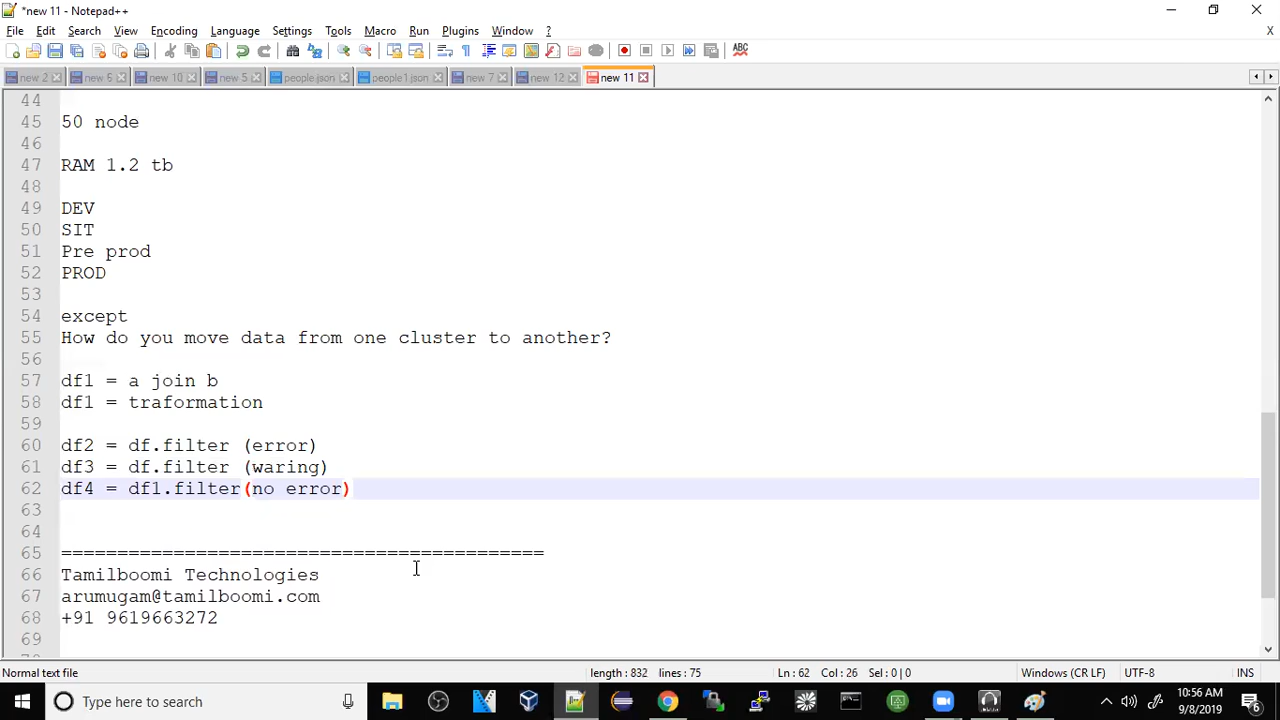 *new 11 - Notepad++
File Edit Search View Encoding Language Settings Tools Macro Run Plugins Window ? X
ABC
new 2 new 6 new 10 new 5 people.json people1.json new 7 new 12 new 11
44
45 50 node
46
47 RAM 1.2 tb
48
49 DEV
50 SIT
51 Pre prod
52 PROD
53
54 except
55 How do you move data from one cluster to another?
56
57 df1 = a join b
58 df1 = traformation
59
60 df2 = df.filter (error)
61 df3 = df.filter (waring)
62 df4 = df1.filter(no error)
63
64
65 ===========================================
66 Tamilboomi Technologies
67 arumugam@tamilboomi.com
68 +91 9619663272
69
Normal text file length : 832 lines : 75 Ln : 62 Col : 26 Sel : 0 | 0 Windows (CR LF) UTF-8 INS
Type here to search
10:56 AM
9/8/2019
6